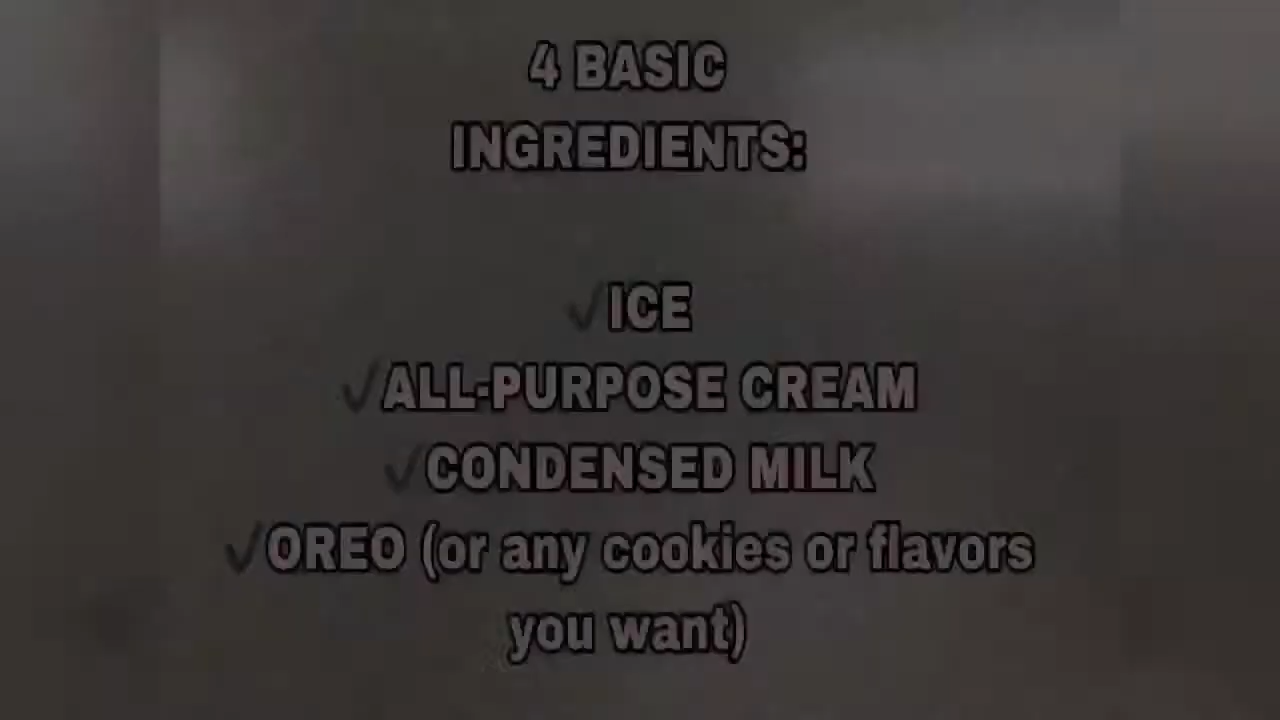 4 BASIC
INGREDIENTS:
✓ICE
✓ALL-PURPOSE CREAM
✓CONDENSED MILK
✓OREO (or any cookies or flavors
you want)